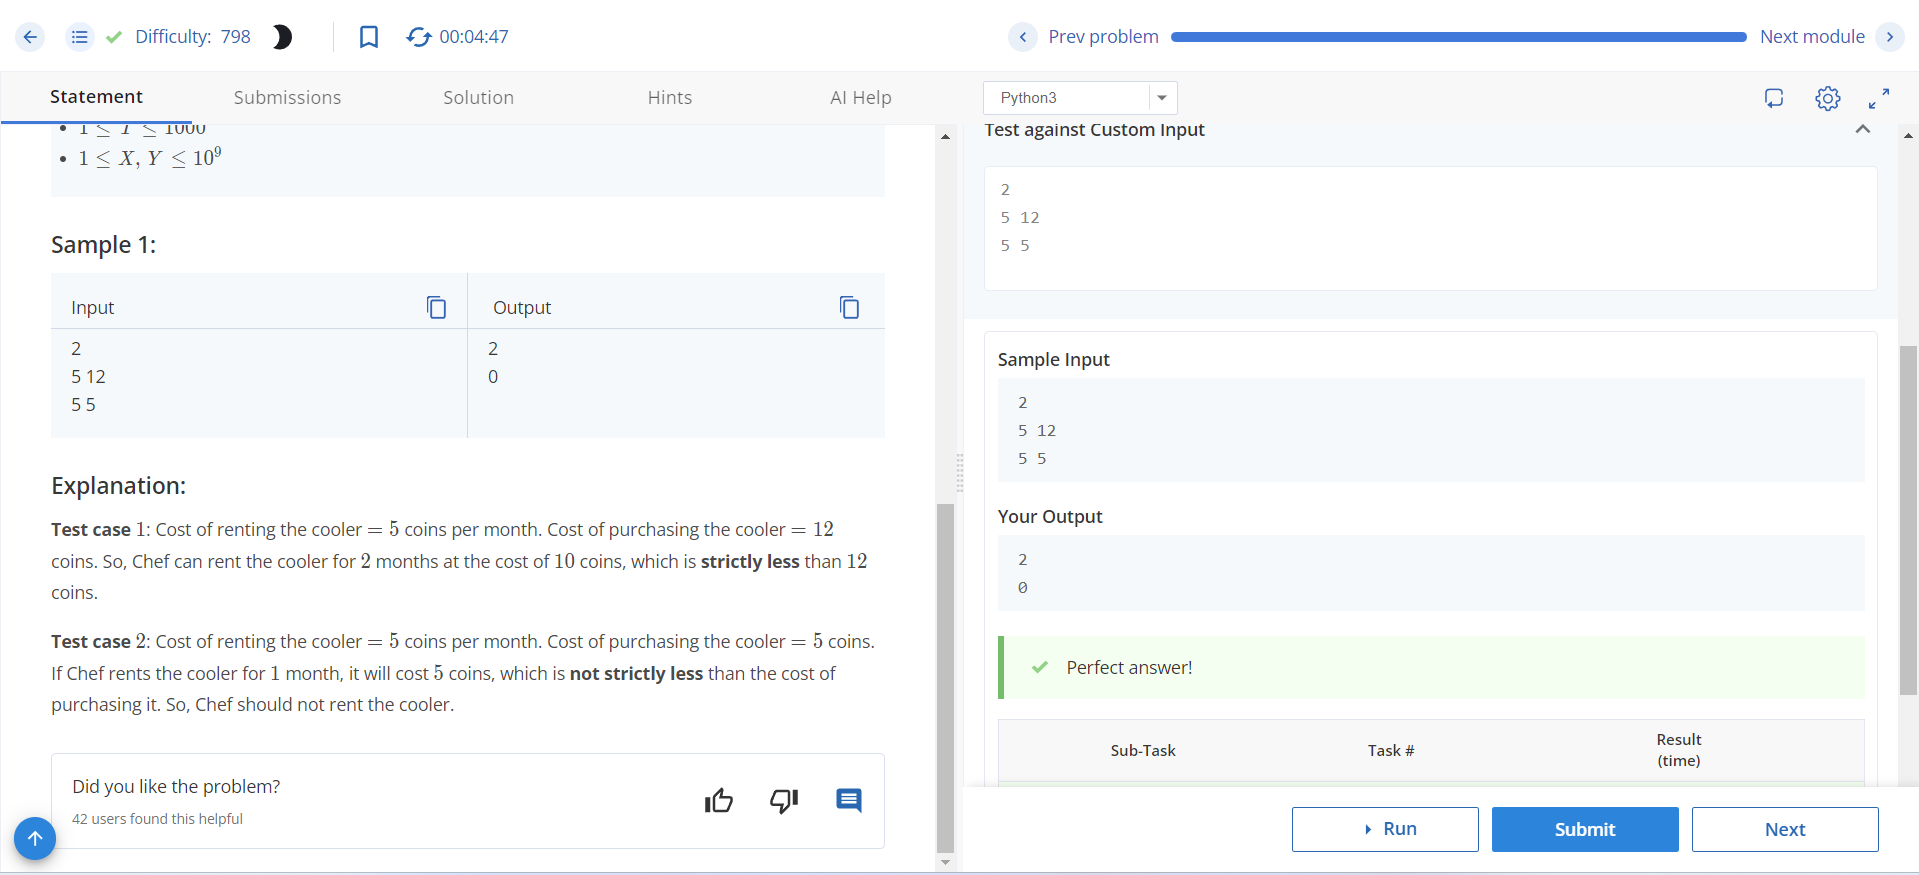 Difficulty: 798
00:04:47
Prev problem
Next module
Statement
Submissions
Solution
Hints
AI Help
Python3
• 1 ≤ T ≤ 1000
• 1 ≤ X, Y ≤ 10⁹
Sample 1:
Input
Output
2
5 12
5 5
2
0
Explanation:
Test case 1: Cost of renting the cooler = 5 coins per month. Cost of purchasing the cooler = 12
coins. So, Chef can rent the cooler for 2 months at the cost of 10 coins, which is strictly less than 12
coins.
Test case 2: Cost of renting the cooler = 5 coins per month. Cost of purchasing the cooler = 5 coins.
If Chef rents the cooler for 1 month, it will cost 5 coins, which is not strictly less than the cost of
purchasing it. So, Chef should not rent the cooler.
Did you like the problem?
42 users found this helpful
Test against Custom Input
2
5 12
5 5
Sample Input
2
5 12
5 5
Your Output
2
0
Perfect answer!
Sub-Task
Task #
Result
(time)
Run
Submit
Next